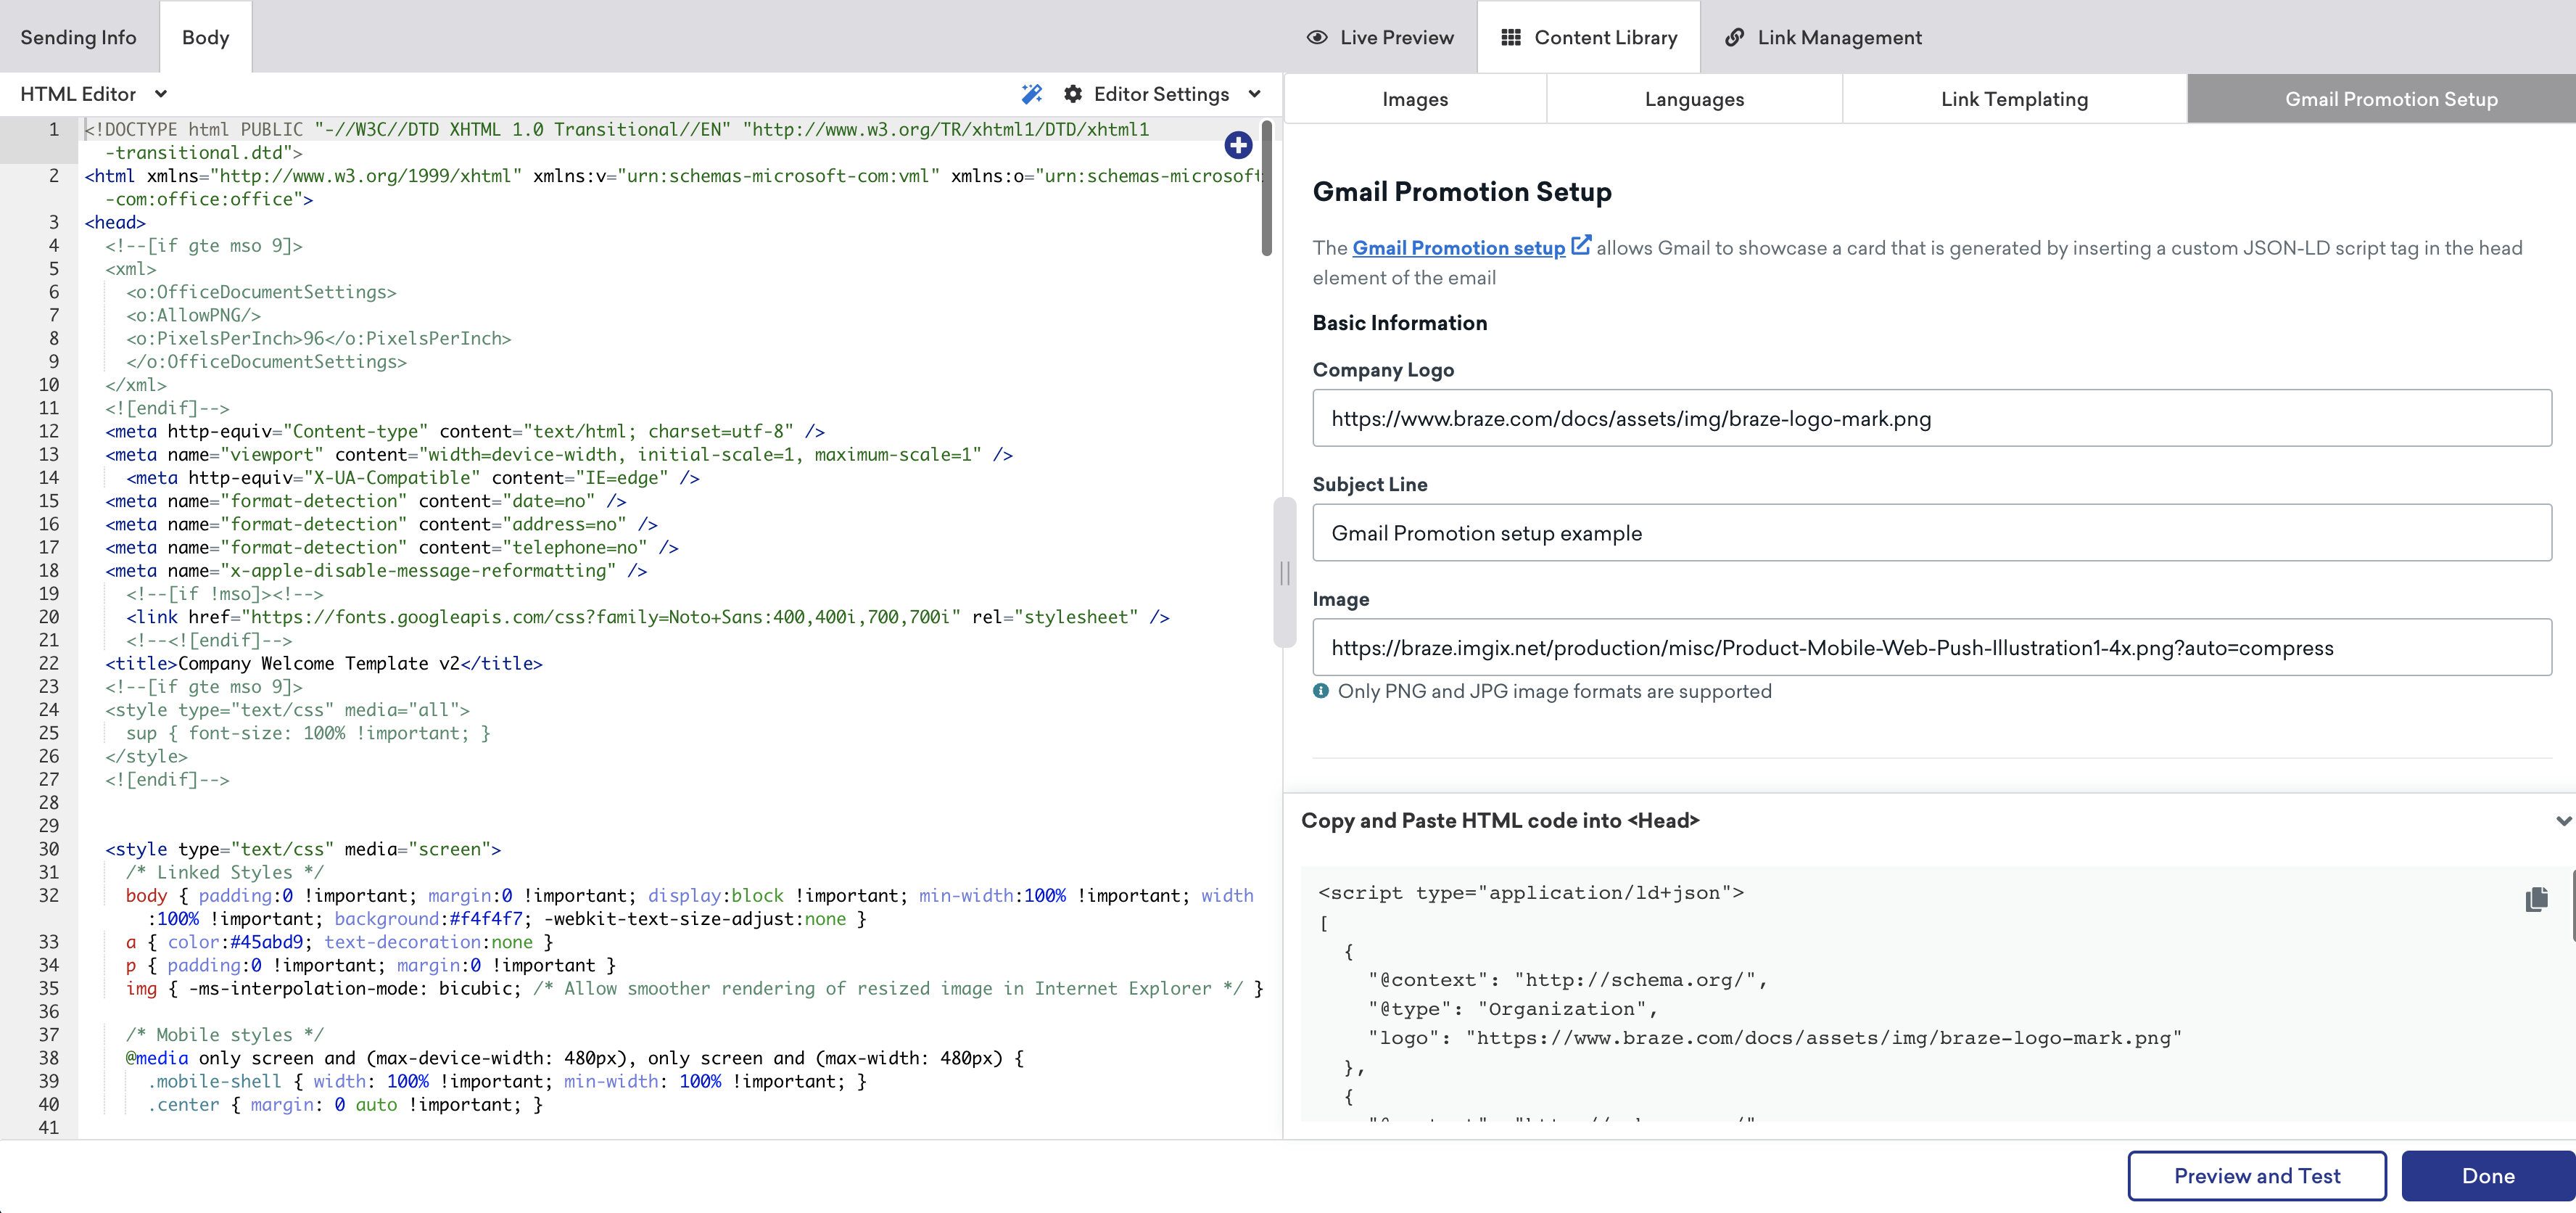 Sending Info
Body
Live Preview
Content Library
Link Management
HTML Editor
Editor Settings
Images
Languages
Link Templating
Gmail Promotion Setup
1 <!DOCTYPE html PUBLIC "-//W3C//DTD XHTML 1.0 Transitional//EN" "http://www.w3.org/TR/xhtml1/DTD/xhtml1
-transitional.dtd">
2 <html xmlns="http://www.w3.org/1999/xhtml" xmlns:v="urn:schemas-microsoft-com:vml" xmlns:o="urn:schemas-microsoft
-com:office:office">
3 <head>
4 <!--[if gte mso 9]>
5 <xml>
6 <o:OfficeDocumentSettings>
7 <o:AllowPNG/>
8 <o:PixelsPerInch>96</o:PixelsPerInch>
9 </o:OfficeDocumentSettings>
10 </xml>
11 <![endif]-->
12 <meta http-equiv="Content-type" content="text/html; charset=utf-8" />
13 <meta name="viewport" content="width=device-width, initial-scale=1, maximum-scale=1" />
14 <meta http-equiv="X-UA-Compatible" content="IE=edge" />
15 <meta name="format-detection" content="date=no" />
16 <meta name="format-detection" content="address=no" />
17 <meta name="format-detection" content="telephone=no" />
18 <meta name="x-apple-disable-message-reformatting" />
19 <!--[if !mso]><!-->
20 <link href="https://fonts.googleapis.com/css?family=Noto+Sans:400,400i,700,700i" rel="stylesheet" />
21 <!--<![endif]-->
22 <title>Company Welcome Template v2</title>
23 <!--[if gte mso 9]>
24 <style type="text/css" media="all">
25 sup { font-size: 100% !important; }
26 </style>
27 <![endif]-->
28
29
30 <style type="text/css" media="screen">
31 /* Linked Styles */
32 body { padding:0 !important; margin:0 !important; display:block !important; min-width:100% !important; width
:100% !important; background:#f4f4f7; -webkit-text-size-adjust:none }
33 a { color:#45abd9; text-decoration:none }
34 p { padding:0 !important; margin:0 !important }
35 img { -ms-interpolation-mode: bicubic; /* Allow smoother rendering of resized image in Internet Explorer */ }
36
37 /* Mobile styles */
38 @media only screen and (max-device-width: 480px), only screen and (max-width: 480px) {
39 .mobile-shell { width: 100% !important; min-width: 100% !important; }
40 .center { margin: 0 auto !important; }
41
Gmail Promotion Setup
The Gmail Promotion setup allows Gmail to showcase a card that is generated by inserting a custom JSON-LD script tag in the head
element of the email
Basic Information
Company Logo
https://www.braze.com/docs/assets/img/braze-logo-mark.png
Subject Line
Gmail Promotion setup example
Image
https://braze.imgix.net/production/misc/Product-Mobile-Web-Push-Illustration1-4x.png?auto=compress
Only PNG and JPG image formats are supported
Copy and Paste HTML code into <Head>
<script type="application/ld+json">
[
{
"@context": "http://schema.org/",
"@type": "Organization",
"logo": "https://www.braze.com/docs/assets/img/braze-logo-mark.png"
},
{
Preview and Test
Done